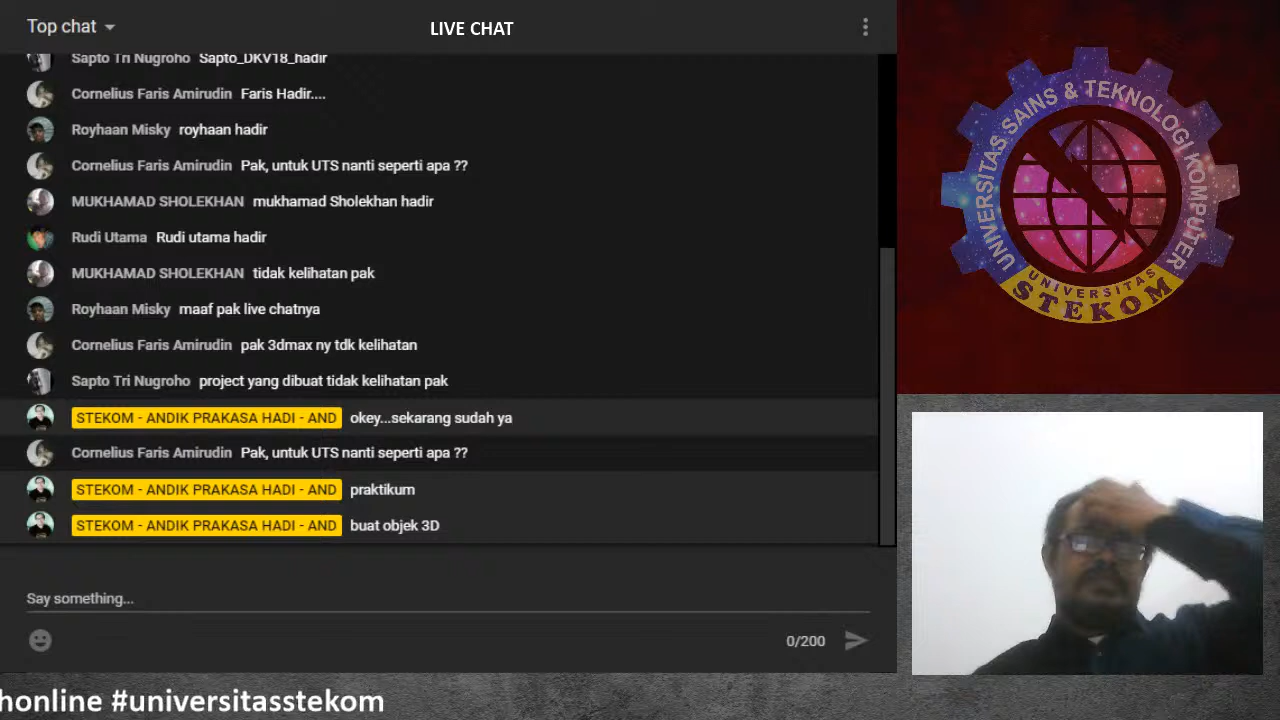 Top chat
LIVE CHAT
Sapto Tri Nugroho Sapto_DKV18_hadir
Cornelius Faris Amirudin Faris Hadir....
Royhaan Misky royhaan hadir
Cornelius Faris Amirudin Pak, untuk UTS nanti seperti apa ??
MUKHAMAD SHOLEKHAN mukhamad Sholekhan hadir
Rudi Utama Rudi utama hadir
MUKHAMAD SHOLEKHAN tidak kelihatan pak
Royhaan Misky maaf pak live chatnya
Cornelius Faris Amirudin pak 3dmax ny tdk kelihatan
Sapto Tri Nugroho project yang dibuat tidak kelihatan pak
STEKOM - ANDIK PRAKASA HADI - AND okey...sekarang sudah ya
Cornelius Faris Amirudin Pak, untuk UTS nanti seperti apa ??
STEKOM - ANDIK PRAKASA HADI - AND praktikum
STEKOM - ANDIK PRAKASA HADI - AND buat objek 3D
Say something...
0/200
UNIVERSITAS SAINS & TEKNOLOGI KOMPUTER
UNIVERSITAS
STEKOM
honline #universitasstekom